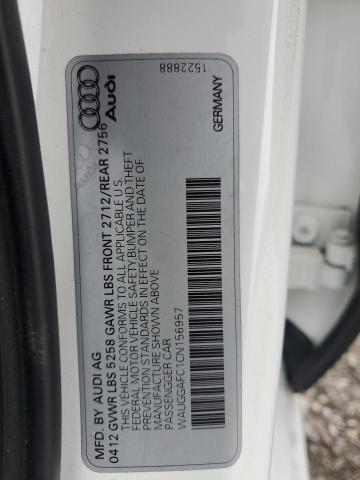 MFD. BY AUDI AG
0412 GVWR LBS 5258 GAWR LBS FRONT 2712/REAR 2756
THIS VEHICLE CONFORMS TO ALL APPLICABLE U S
FEDERAL MOTOR VEHICLE SAFETY BUMPER AND THEFT
PREVENTION STANDARDS IN EFFECT ON THE DATE OF
MANUFACTURE SHOWN ABOVE
PASSENGGER CAR
WAUGGAFC1CN156957
Audi
1522888
GERMANY